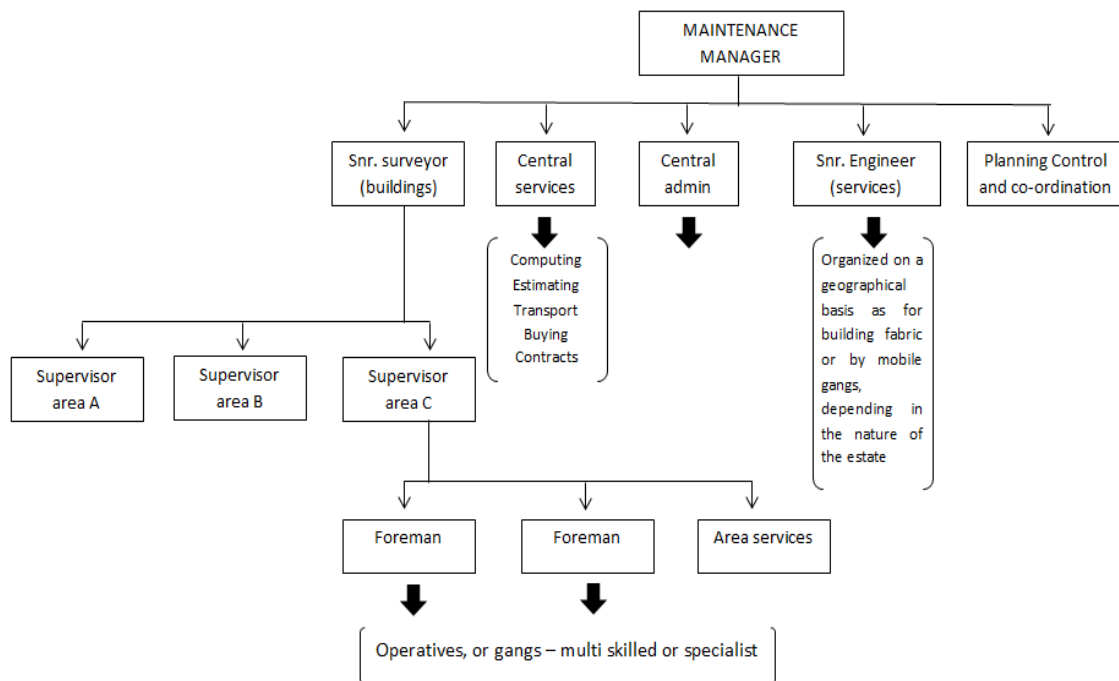 MAINTENANCE
MANAGER
Snr. surveyor
(buildings)
Central
services
Central
admin
Snr. Engineer
(services)
Planning Control
and co-ordination
Computing
Estimating
Transport
Buying
Contracts
Organized on a
geographical
basis as for
building fabric
or by mobile
gangs,
depending in
the nature of
the estate
Supervisor
area A
Supervisor
area B
Supervisor
area C
Foreman
Foreman
Area services
Operatives, or gangs – multi skilled or specialist